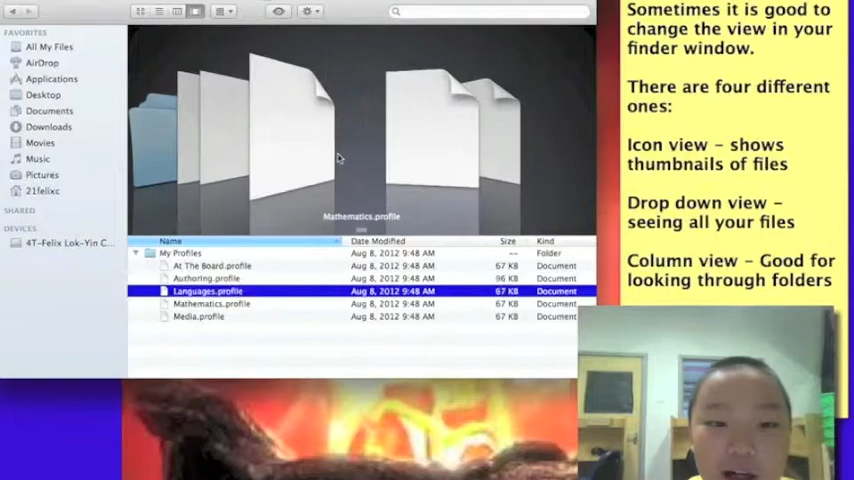 FAVORITES
All My Files
AirDrop
Applications
Desktop
Documents
Downloads
Movies
Music
Pictures
21felixc
SHARED
DEVICES
4T-Felix Lok-Yin C...
Mathematics.profile
Name Date Modified Size Kind
My Profiles Aug 8, 2012 9:48 AM -- Folder
At The Board.profile Aug 8, 2012 9:48 AM 67 KB Document
Authoring.profile Aug 8, 2012 9:48 AM 96 KB Document
Languages.profile Aug 8, 2012 9:48 AM 67 KB Document
Mathematics.profile Aug 8, 2012 9:48 AM 67 KB Document
Media.profile Aug 8, 2012 9:48 AM 67 KB Document
Sometimes it is good to
change the view in your
finder window.
There are four different
ones:
Icon view - shows
thumbnails of files
Drop down view -
seeing all your files
Column view - Good for
looking through folders